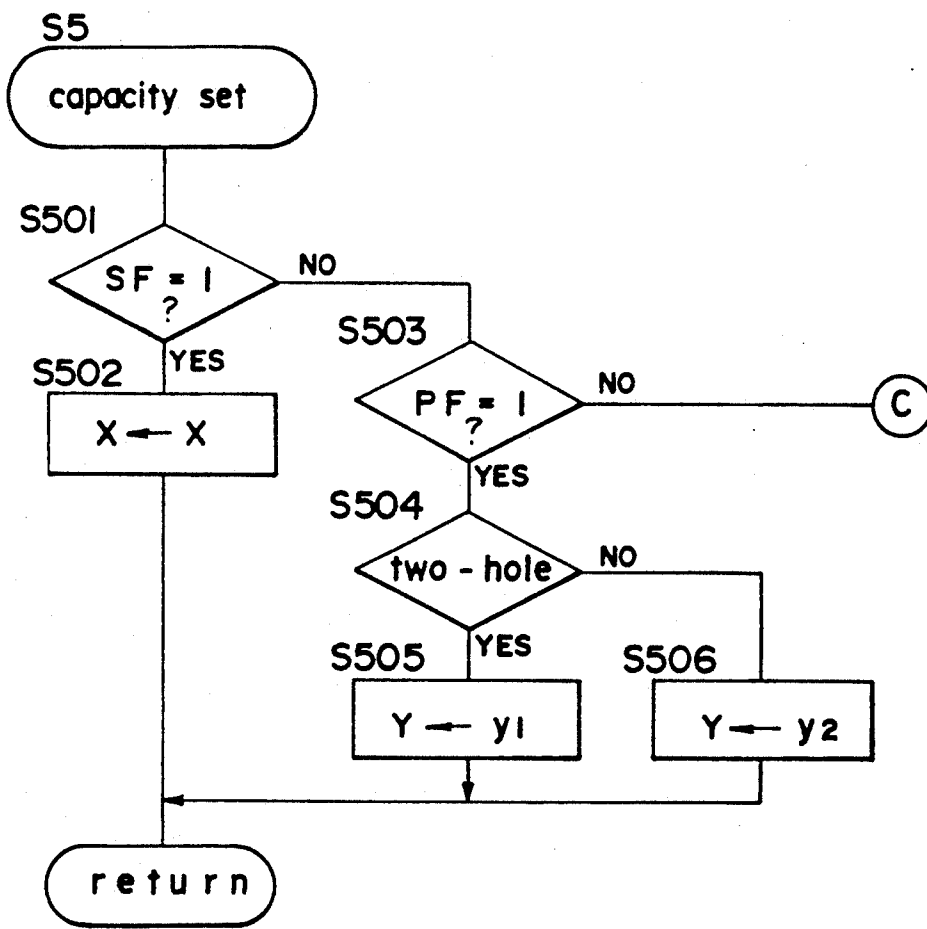 S5
capacity set
S501
SF = 1
?
NO
YES
S502
X ← X
S503
PF = 1
?
NO
C
YES
S504
two - hole
NO
YES
S505
Y ← y1
S506
Y ← y2
return